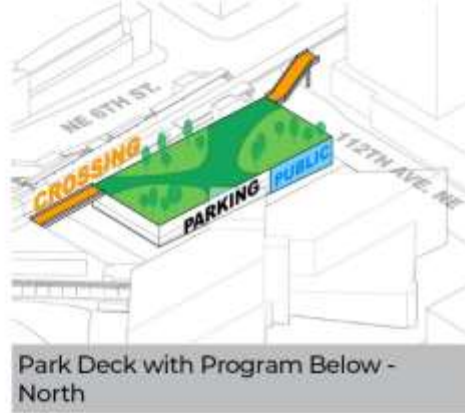 NE 6TH ST.
CROSSING
112TH AVE. NE
PUBLIC
PARKING
Park Deck with Program Below -
North